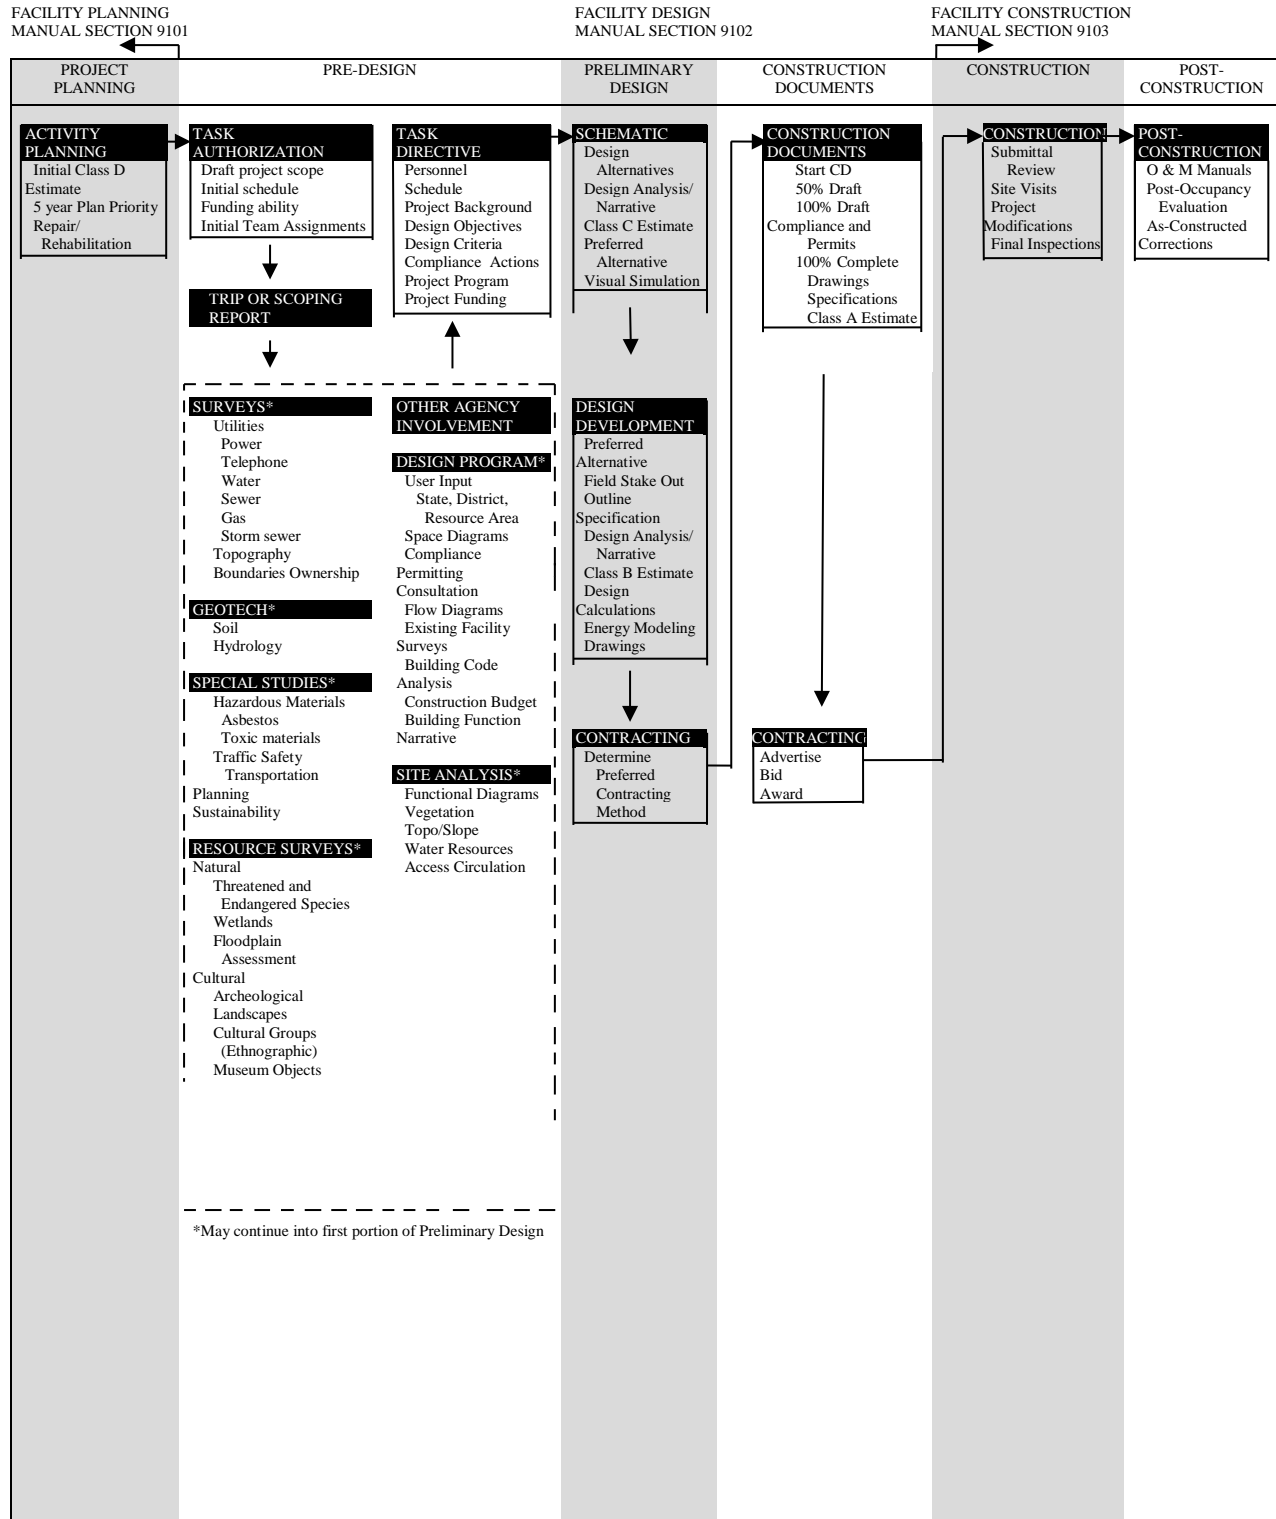 FACILITY PLANNING
MANUAL SECTION 9101
FACILITY DESIGN
MANUAL SECTION 9102
FACILITY CONSTRUCTION
MANUAL SECTION 9103
PROJECT
PLANNING
PRE-DESIGN
PRELIMINARY
DESIGN
CONSTRUCTION
DOCUMENTS
CONSTRUCTION
POST-
CONSTRUCTION
ACTIVITY
PLANNING
Initial Class D
Estimate
5 year Plan Priority
Repair/
Rehabilitation
TASK
AUTHORIZATION
Draft project scope
Initial schedule
Funding ability
Initial Team Assignments
TRIP OR SCOPING
REPORT
SURVEYS*
Utilities
Power
Telephone
Water
Sewer
Gas
Storm sewer
Topography
Boundaries Ownership
GEOTECH*
Soil
Hydrology
SPECIAL STUDIES*
Hazardous Materials
Asbestos
Toxic materials
Traffic Safety
Transportation
Planning
Sustainability
RESOURCE SURVEYS*
Natural
Threatened and
Endangered Species
Wetlands
Floodplain
Assessment
Cultural
Archeological
Landscapes
Cultural Groups
(Ethnographic)
Museum Objects
TASK
DIRECTIVE
Personnel
Schedule
Project Background
Design Objectives
Design Criteria
Compliance Actions
Project Program
Project Funding
OTHER AGENCY
INVOLVEMENT
DESIGN PROGRAM*
User Input
State, District,
Resource Area
Space Diagrams
Compliance
Permitting
Consultation
Flow Diagrams
Existing Facility
Surveys
Building Code
Analysis
Construction Budget
Building Function
Narrative
SITE ANALYSIS*
Functional Diagrams
Vegetation
Topo/Slope
Water Resources
Access Circulation
*May continue into first portion of Preliminary Design
SCHEMATIC
Design
Alternatives
Design Analysis/
Narrative
Class C Estimate
Preferred
Alternative
Visual Simulation
DESIGN
DEVELOPMENT
Preferred
Alternative
Field Stake Out
Outline
Specification
Design Analysis/
Narrative
Class B Estimate
Design
Calculations
Energy Modeling
Drawings
CONTRACTING
Determine
Preferred
Contracting
Method
CONSTRUCTION
DOCUMENTS
Start CD
50% Draft
100% Draft
Compliance and
Permits
100% Complete
Drawings
Specifications
Class A Estimate
CONTRACTING
Advertise
Bid
Award
CONSTRUCTION
Submittal
Review
Site Visits
Project
Modifications
Final Inspections
POST-
CONSTRUCTION
O & M Manuals
Post-Occupancy
Evaluation
As-Constructed
Corrections